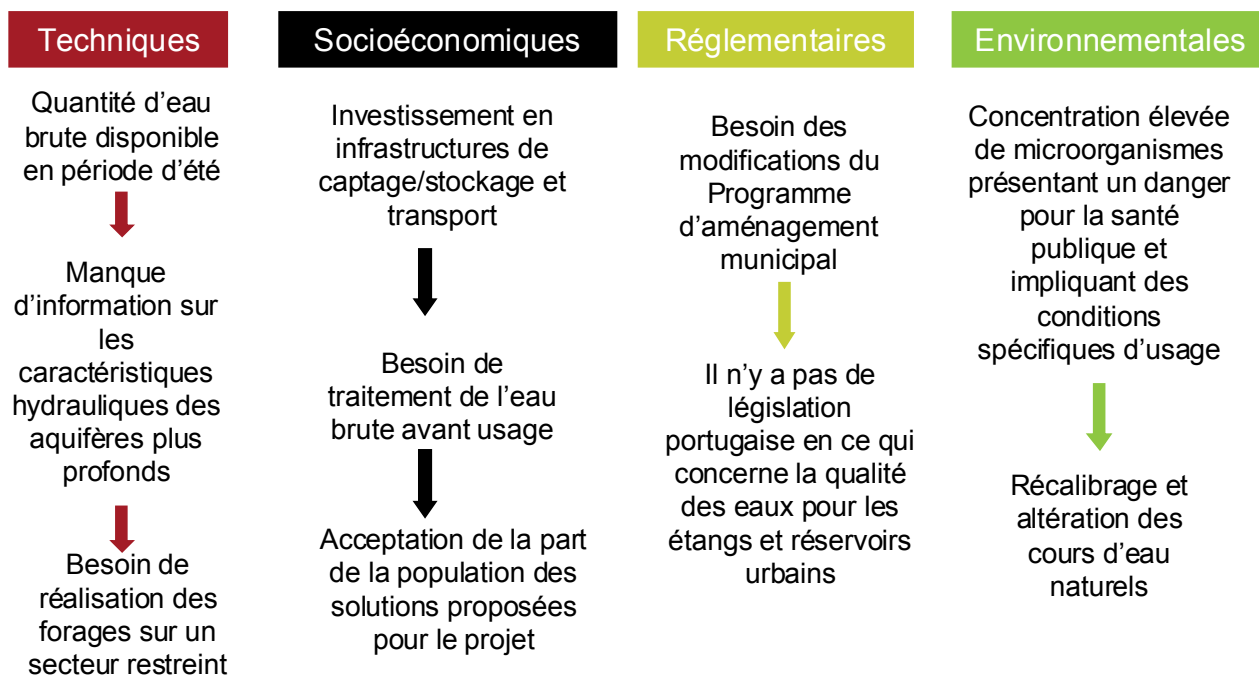 Techniques
Quantité d’eau
brute disponible
en période d’été
Manque
d’information sur
les
caractéristiques
hydrauliques des
aquifères plus
profonds
Besoin de
réalisation des
forages sur un
secteur restreint
Socioéconomiques
Investissement en
infrastructures de
captage/stockage et
transport
Besoin de
traitement de l’eau
brute avant usage
Acceptation de la part
de la population des
solutions proposées
pour le projet
Réglementaires
Besoin des
modifications du
Programme
d’aménagement
municipal
Il n’y a pas de
législation
portugaise en ce qui
concerne la qualité
des eaux pour les
étangs et réservoirs
urbains
Environnementales
Concentration élevée
de microorganismes
présentant un danger
pour la santé
publique et
impliquant des
conditions
spécifiques d’usage
Récalibrage et
altération des
cours d’eau
naturels